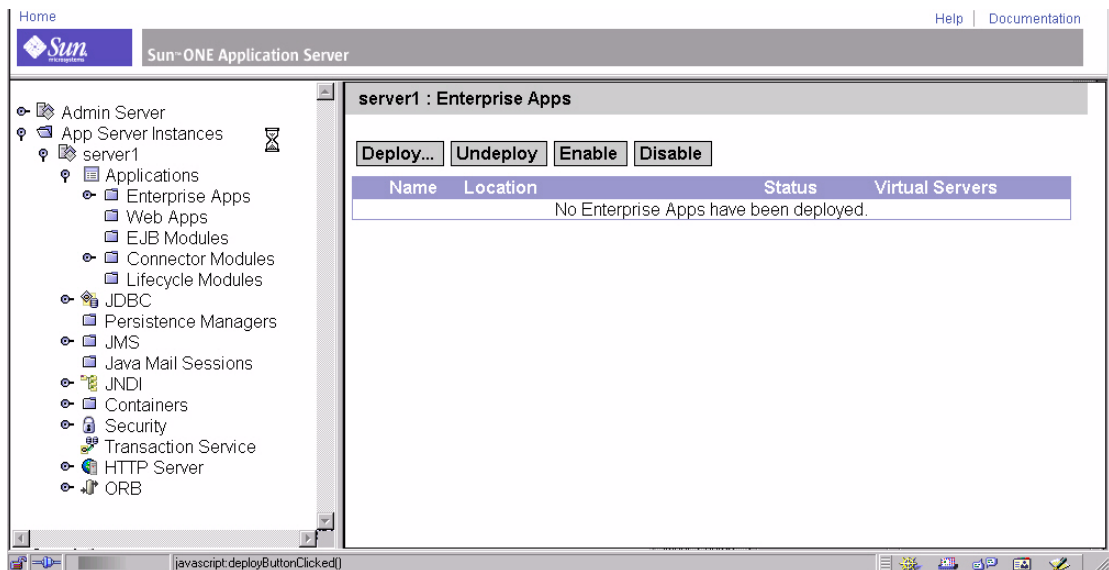 Home
Help | Documentation
Sun
microsystems
Sun™ ONE Application Server
Admin Server
App Server Instances
server1
Applications
Enterprise Apps
Web Apps
EJB Modules
Connector Modules
Lifecycle Modules
JDBC
Persistence Managers
JMS
Java Mail Sessions
JNDI
Containers
Security
Transaction Service
HTTP Server
ORB
server1 : Enterprise Apps
Deploy... Undeploy Enable Disable
Name Location Status Virtual Servers
No Enterprise Apps have been deployed.
javascript:deployButtonClicked()